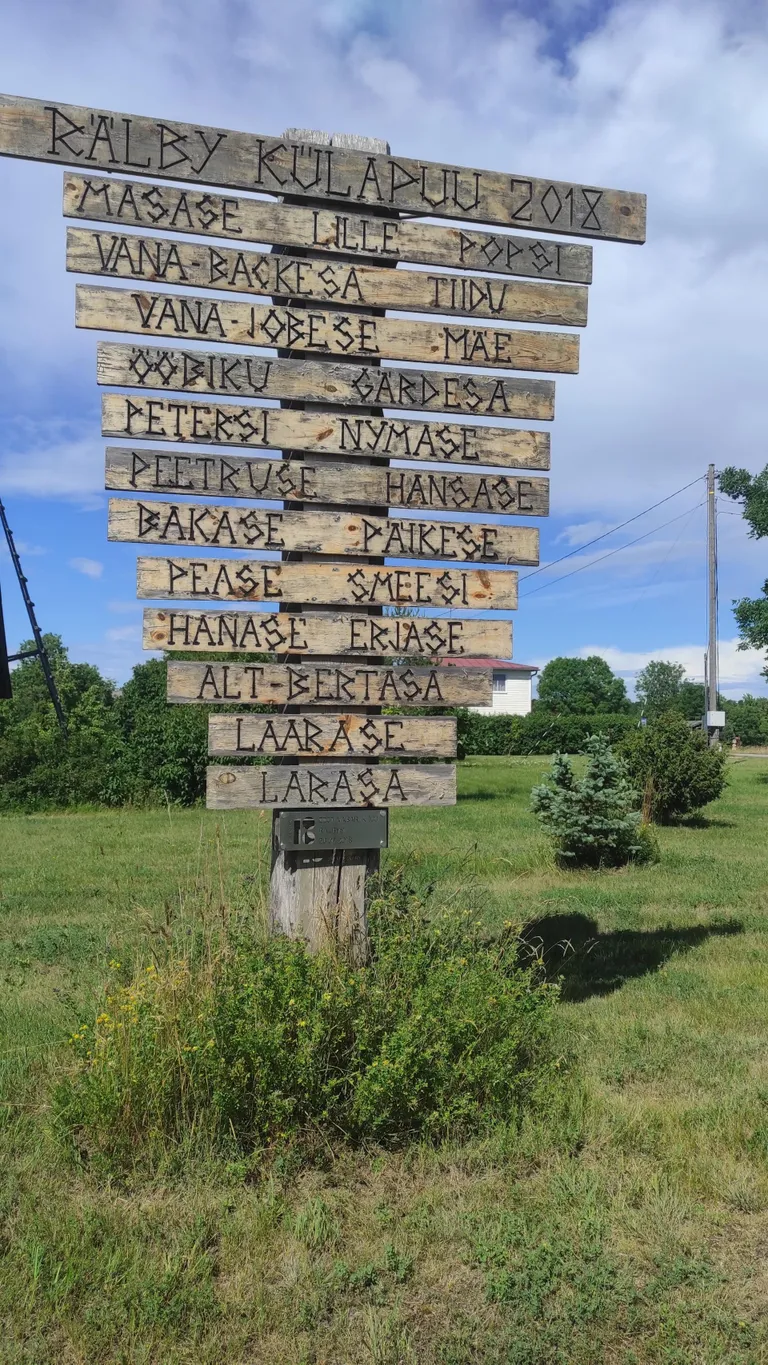 RÄLBY KÜLAPUU 2018
MASASE LILLE POPSI
VANA-BACKESA TIIDU
VANA-JOBESE MÄE
ÖÖBIKU GÄRDESA
PETERSI NYMASE
PEETRUSE HANSASE
BAKASE PÄIKESE
PEASE SMEESI
HANASE ERJASE
ALT-BERTASA
LAARASE
LARASA